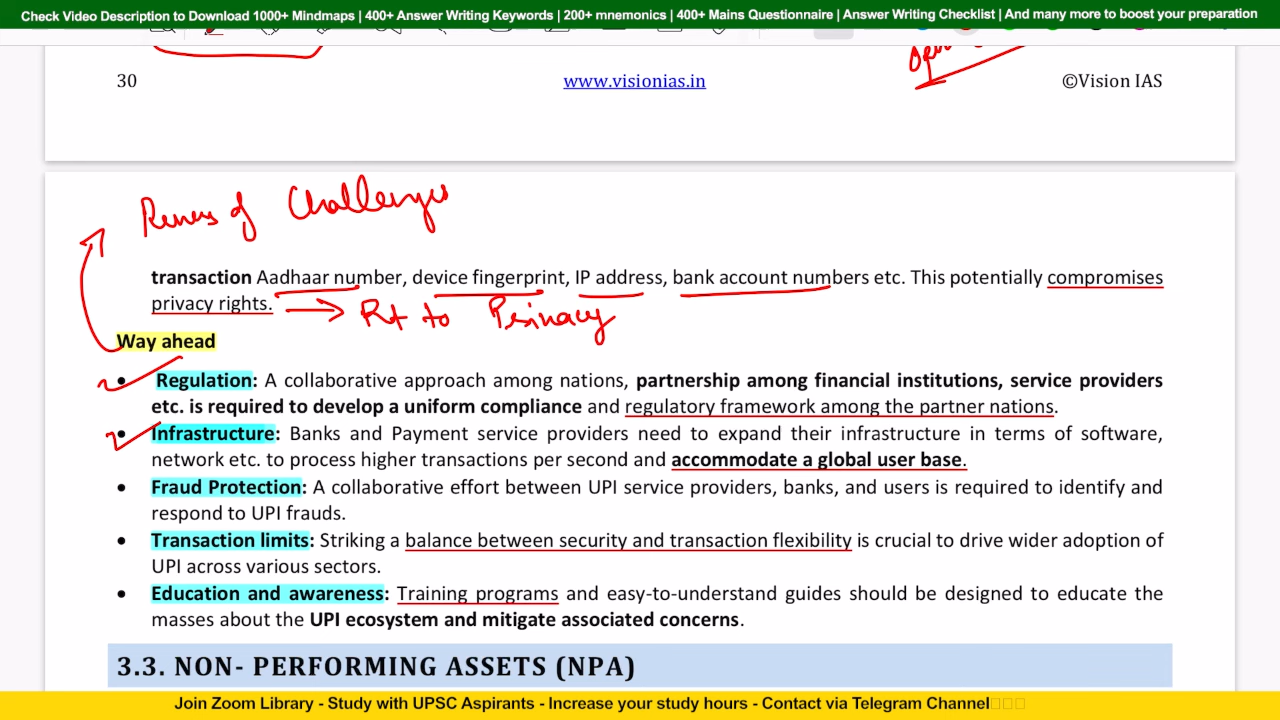 Check Video Description to Download 1000+ Mindmaps | 400+ Answer Writing Keywords | 200+ mnemonics | 400+ Mains Questionnaire | Answer Writing Checklist | And many more to boost your preparation
30 www.visionias.in ©Vision IAS
of Challenges
transaction Aadhaar number, device fingerprint, IP address, bank account numbers etc. This potentially compromises
privacy rights. Rt to Privacy
Way ahead
• Regulation: A collaborative approach among nations, partnership among financial institutions, service providers
etc. is required to develop a uniform compliance and regulatory framework among the partner nations.
• Infrastructure: Banks and Payment service providers need to expand their infrastructure in terms of software,
network etc. to process higher transactions per second and accommodate a global user base.
• Fraud Protection: A collaborative effort between UPI service providers, banks, and users is required to identify and
respond to UPI frauds.
• Transaction limits: Striking a balance between security and transaction flexibility is crucial to drive wider adoption of
UPI across various sectors.
• Education and awareness: Training programs and easy-to-understand guides should be designed to educate the
masses about the UPI ecosystem and mitigate associated concerns.
3.3. NON- PERFORMING ASSETS (NPA)
Join Zoom Library - Study with UPSC Aspirants - Increase your study hours - Contact via Telegram Channel